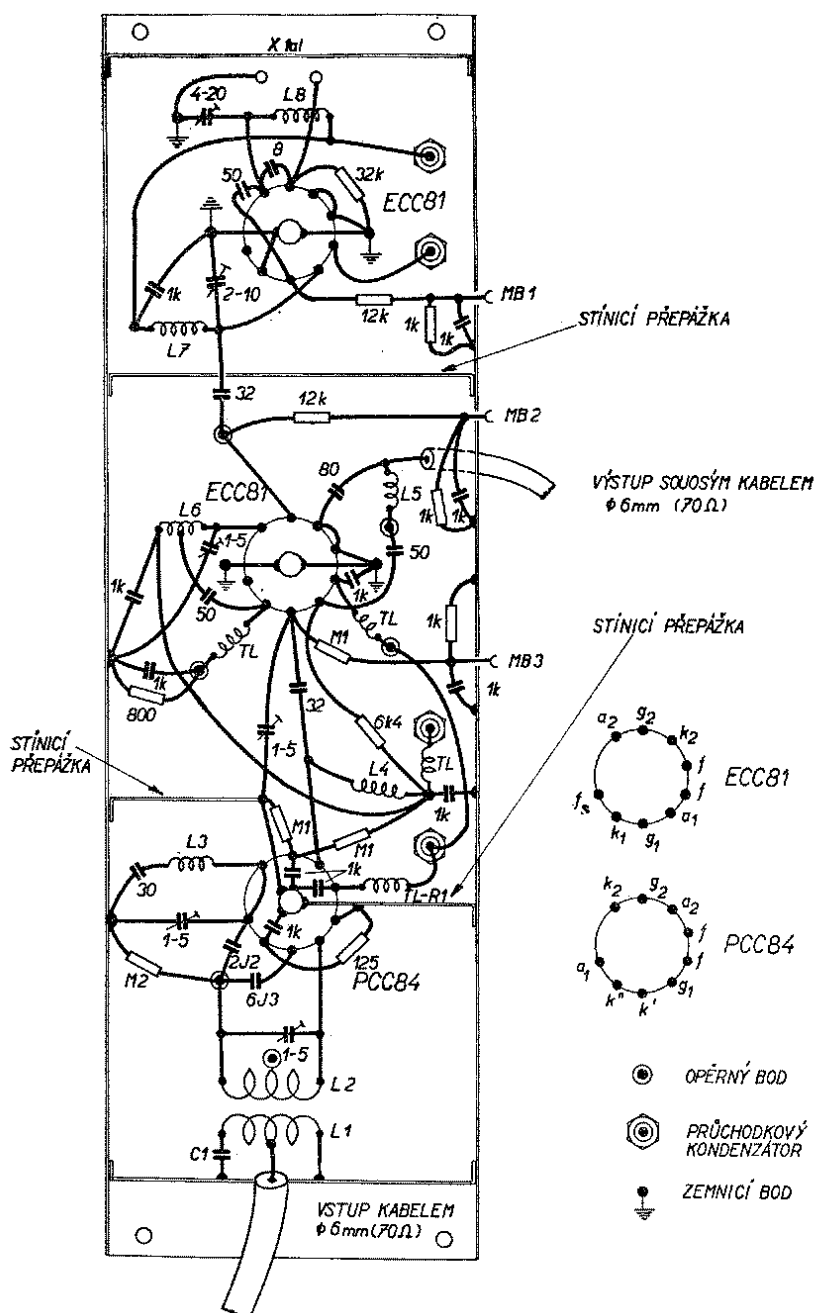 X tal
4-20
L8
8
50
32k
ECC81
1k
2-10
12k
MB1
1k
1k
L7
STÍNICÍ PŘEPÁŽKA
32
12k
MB2
80
ECC81
L5
1k
1k
VÝSTUP SOUOSÝM KABELEM
ϕ 6mm (70Ω)
L6
1-5
50
1k
1k
50
TL
TL
M1
1k
STÍNICÍ PŘEPÁŽKA
MB3
1k
1k
800
32
6k4
1-5
STÍNICÍ
PŘEPÁŽKA
TL
L4
1k
M1
M1
1k
L3
30
TL-R1
1-5
1k
2J2
M2
6J3
125
PCC84
1-5
L2
L1
C1
VSTUP KABELEM
ϕ 6mm (70Ω)
a2
g2
k2
f
f
a1
g1
k1
fs
ECC81
k2
g2
a2
f
f
g1
k'
k"
a1
PCC84
OPĚRNÝ BOD
PRŮCHODKOVÝ
KONDENZÁTOR
ZEMNICÍ BOD